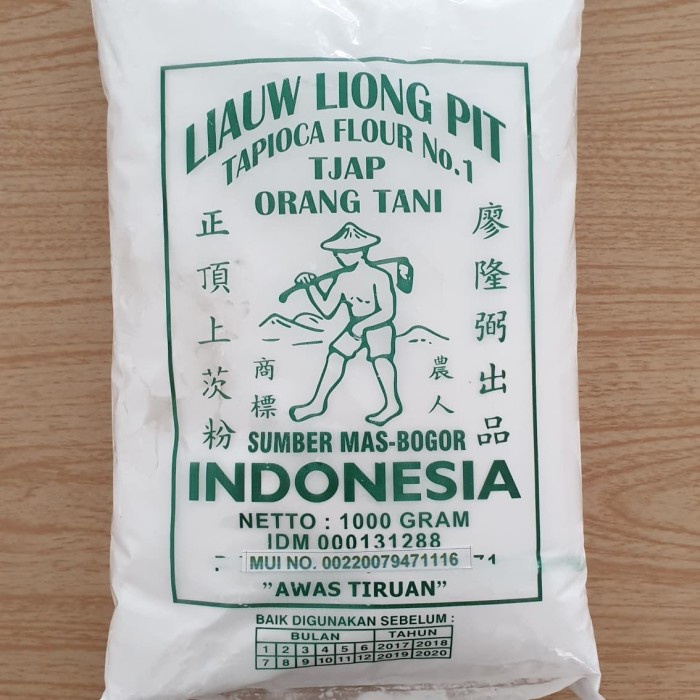 LIAUW LIONG PIT
TAPIOCA FLOUR No.1
TJAP
ORANG TANI
廖隆弼出品
正頂上茨粉
農人
商標
SUMBER MAS-BOGOR
INDONESIA
NETTO : 1000 GRAM
IDM 000131288
MUI NO. 00220079471116 71
"AWAS TIRUAN"
BAIK DIGUNAKAN SEBELUM :
BULAN TAHUN
1 2 3 4 5 6 2017 2018
7 8 9 10 11 12 2019 2020